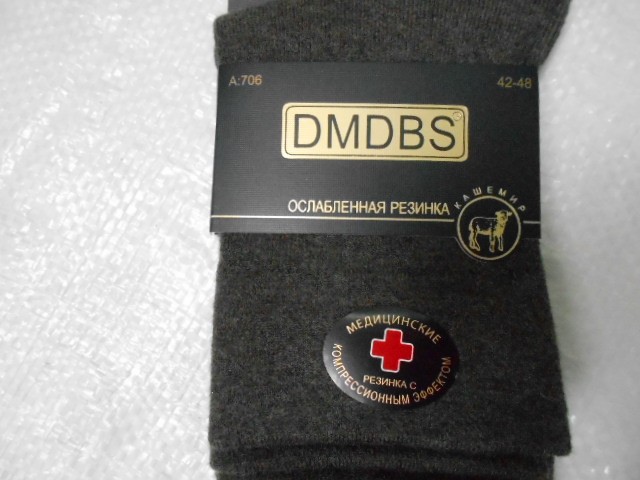 A:706
42-48
DMDBS®
ОСЛАБЛЕННАЯ РЕЗИНКА
КАШЕМИР
МЕДИЦИНСКИЕ
РЕЗИНКА С
КОМПРЕССИОННЫМ ЭФФЕКТОМ